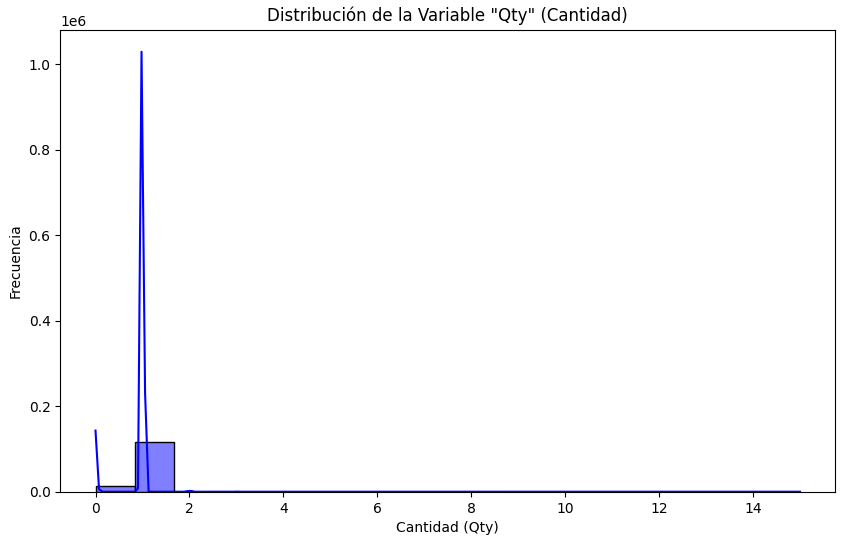 Distribución de la Variable "Qty" (Cantidad)
1e6
1.0
0.8
0.6
0.4
0.2
0.0
Frecuencia
0 2 4 6 8 10 12 14
Cantidad (Qty)